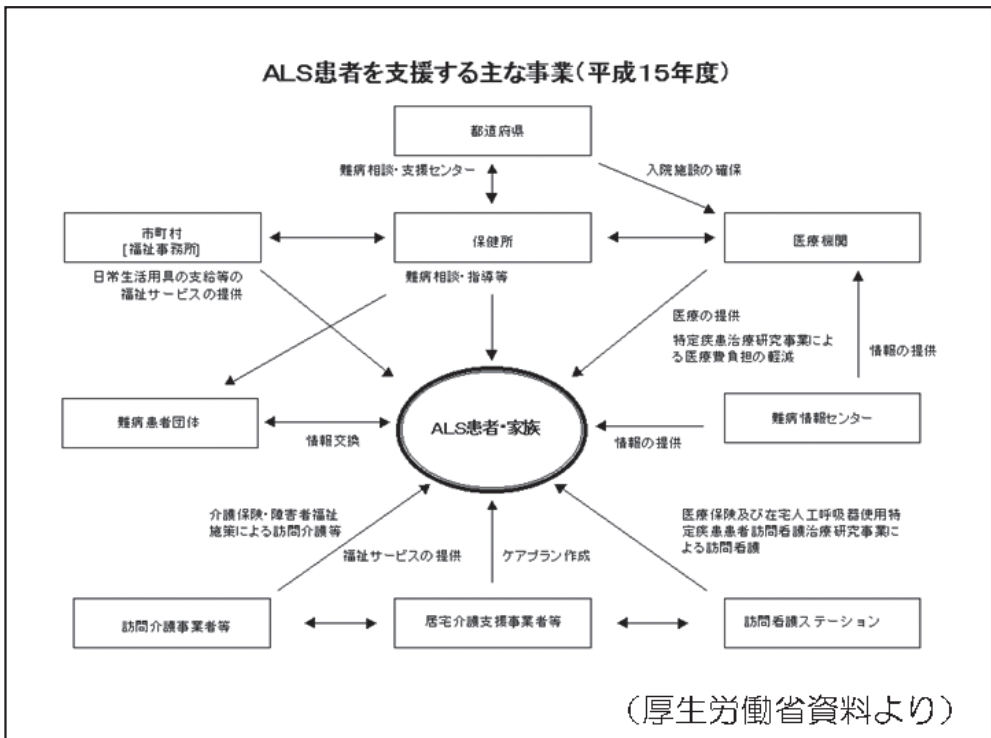 ALS患者を支援する主な事業(平成15年度)
都道府県
難病相談・支援センター
入院施設の確保
市町村
[福祉事務所]
保健所
医療機関
日常生活用具の支給等の
福祉サービスの提供
難病相談・指導等
医療の提供
特定疾患治療研究事業によ
る医療費負担の軽減
情報の提供
難病患者団体
情報交換
ALS患者・家族
情報の提供
難病情報センター
介護保険・障害者福祉
施策による訪問介護等
福祉サービスの提供
ケアプラン作成
医療保険及び在宅人工呼吸器使用特
定疾患患者訪問看護治療研究事業に
よる訪問看護
訪問介護事業者等
居宅介護支援事業者等
訪問看護ステーション
(厚生労働省資料より)